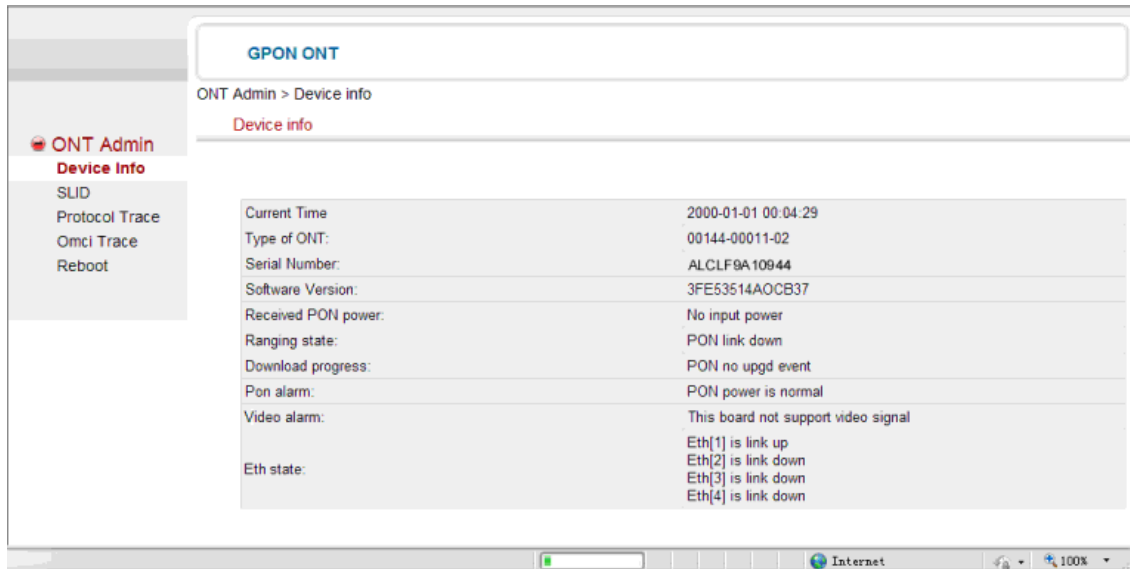 GPON ONT
ONT Admin > Device info
Device info
ONT Admin
Device Info
SLID
Protocol Trace
Omci Trace
Reboot
Current Time 2000-01-01 00:04:29
Type of ONT: 00144-00011-02
Serial Number: ALCLF9A10944
Software Version: 3FE53514AOCB37
Received PON power: No input power
Ranging state: PON link down
Download progress: PON no upgd event
Pon alarm: PON power is normal
Video alarm: This board not support video signal
Eth state: Eth[1] is link up
Eth[2] is link down
Eth[3] is link down
Eth[4] is link down
Internet 100%